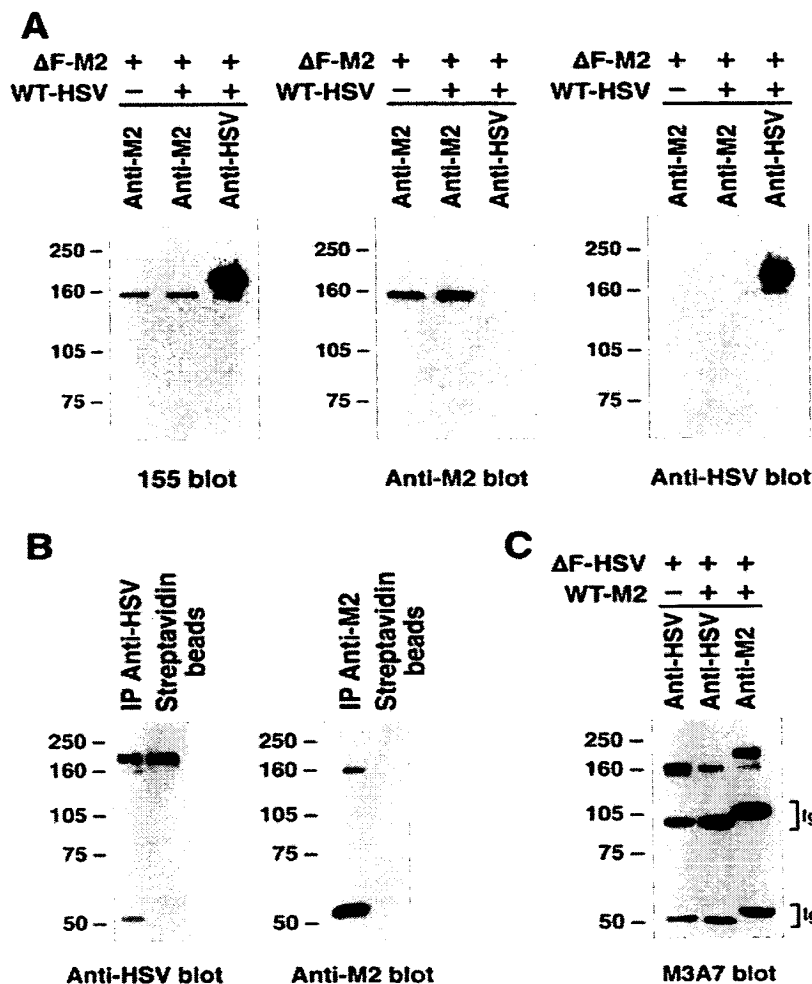 A
ΔF-M2 + + +
WT-HSV – + +
Anti-M2 Anti-M2 Anti-HSV
250 –
160 –
105 –
75 –
155 blot
ΔF-M2 + + +
WT-HSV – + +
Anti-M2 Anti-M2 Anti-HSV
250 –
160 –
105 –
75 –
Anti-M2 blot
ΔF-M2 + + +
WT-HSV – + +
Anti-M2 Anti-M2 Anti-HSV
250 –
160 –
105 –
75 –
Anti-HSV blot
B
IP Anti-HSV
Streptavidin
beads
250 –
160 –
105 –
75 –
50 –
Anti-HSV blot
IP Anti-M2
Streptavidin
beads
250 –
160 –
105 –
75 –
50 –
Anti-M2 blot
C
ΔF-HSV + + +
WT-M2 – + +
Anti-HSV Anti-HSV Anti-M2
250 –
160 –
105 –
75 –
50 –
M3A7 blot